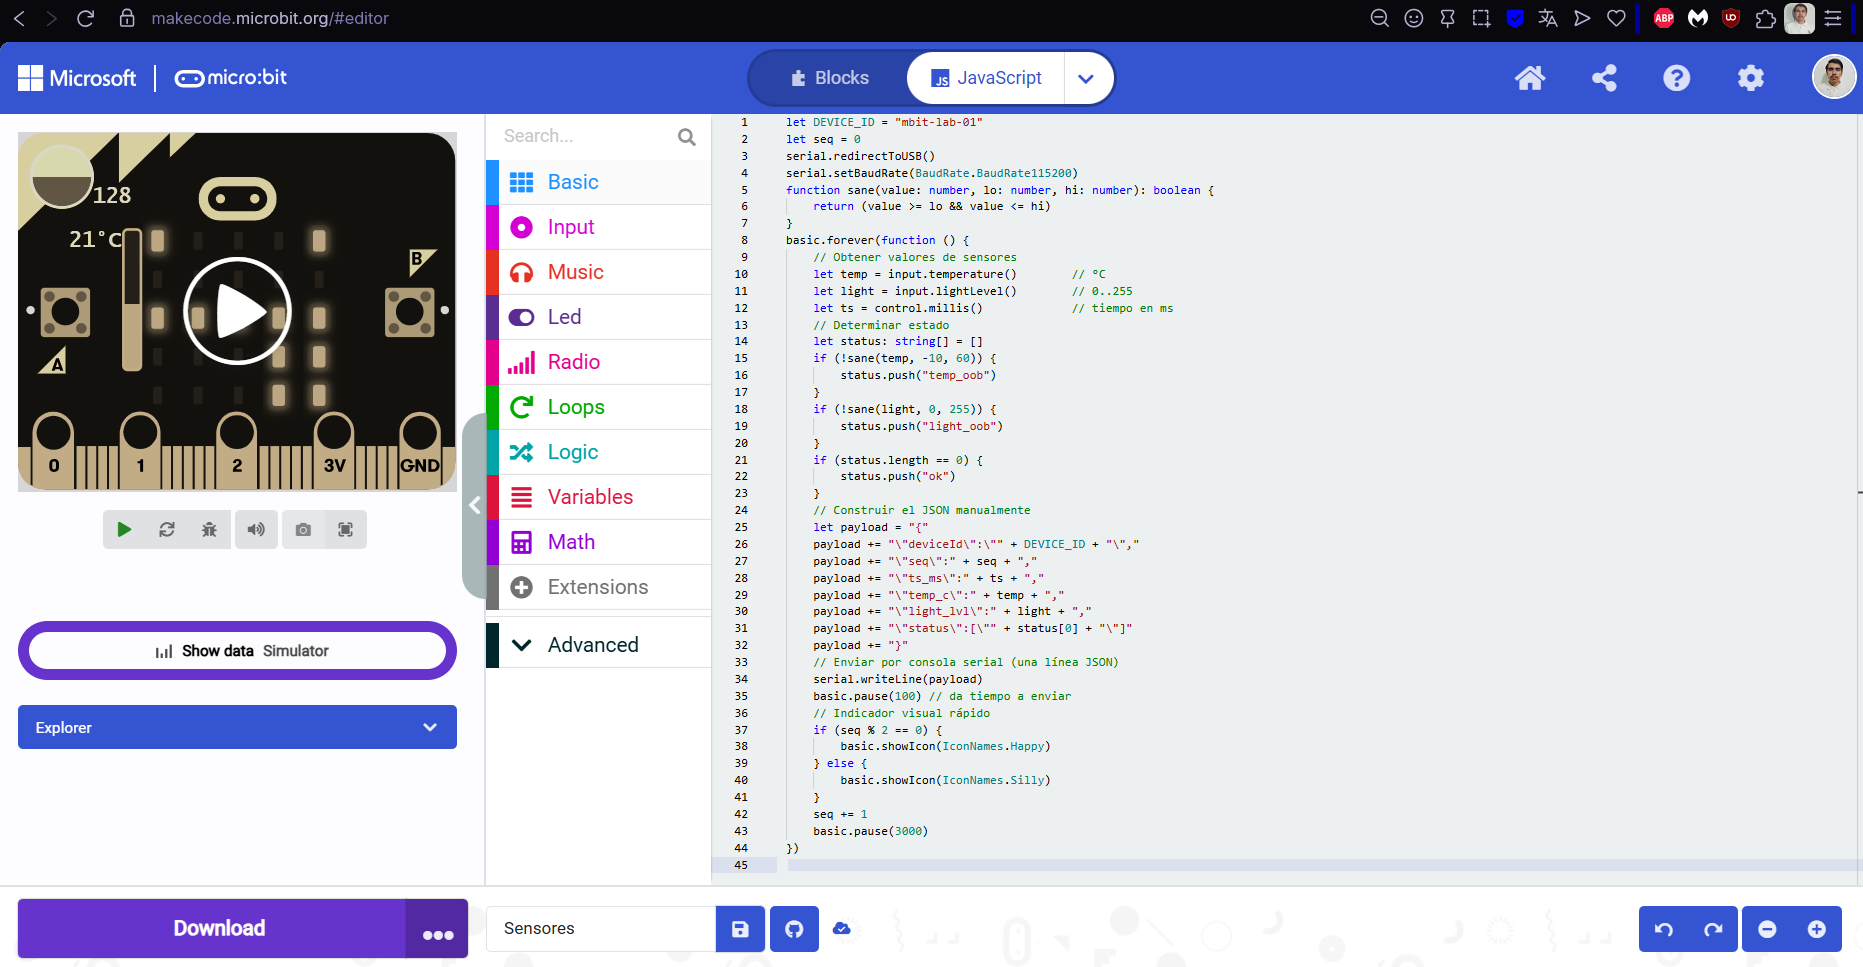 makecode.microbit.org/#editor
ABP
Microsoft
micro:bit
Blocks
JS
JavaScript
128
21°C
B
A
0
1
2
3V
GND
Show data Simulator
Explorer
Search...
Basic
Input
Music
Led
Radio
Loops
Logic
Variables
Math
Extensions
Advanced
1 let DEVICE_ID = "mbit-lab-01"
2 let seq = 0
3 serial.redirectToUSB()
4 serial.setBaudRate(BaudRate.BaudRate115200)
5 function sane(value: number, lo: number, hi: number): boolean {
6 return (value >= lo && value <= hi)
7 }
8 basic.forever(function () {
9 // Obtener valores de sensores
10 let temp = input.temperature() // ºC
11 let light = input.lightLevel() // 0..255
12 let ts = control.millis() // tiempo en ms
13 // Determinar estado
14 let status: string[] = []
15 if (!sane(temp, -10, 60)) {
16 status.push("temp_oob")
17 }
18 if (!sane(light, 0, 255)) {
19 status.push("light_oob")
20 }
21 if (status.length == 0) {
22 status.push("ok")
23 }
24 // Construir el JSON manualmente
25 let payload = "{"
26 payload += "\"deviceId\":\"" + DEVICE_ID + "\","
27 payload += "\"seq\":" + seq + ","
28 payload += "\"ts_ms\":" + ts + ","
29 payload += "\"temp_c\":" + temp + ","
30 payload += "\"light_lvl\":" + light + ","
31 payload += "\"status\":[\"" + status[0] + "\"]"
32 payload += "}"
33 // Enviar por consola serial (una línea JSON)
34 serial.writeLine(payload)
35 basic.pause(100) // da tiempo a enviar
36 // Indicador visual rápido
37 if (seq % 2 == 0) {
38 basic.showIcon(IconNames.Happy)
39 } else {
40 basic.showIcon(IconNames.Silly)
41 }
42 seq += 1
43 basic.pause(3000)
44 })
45
Download
Sensores